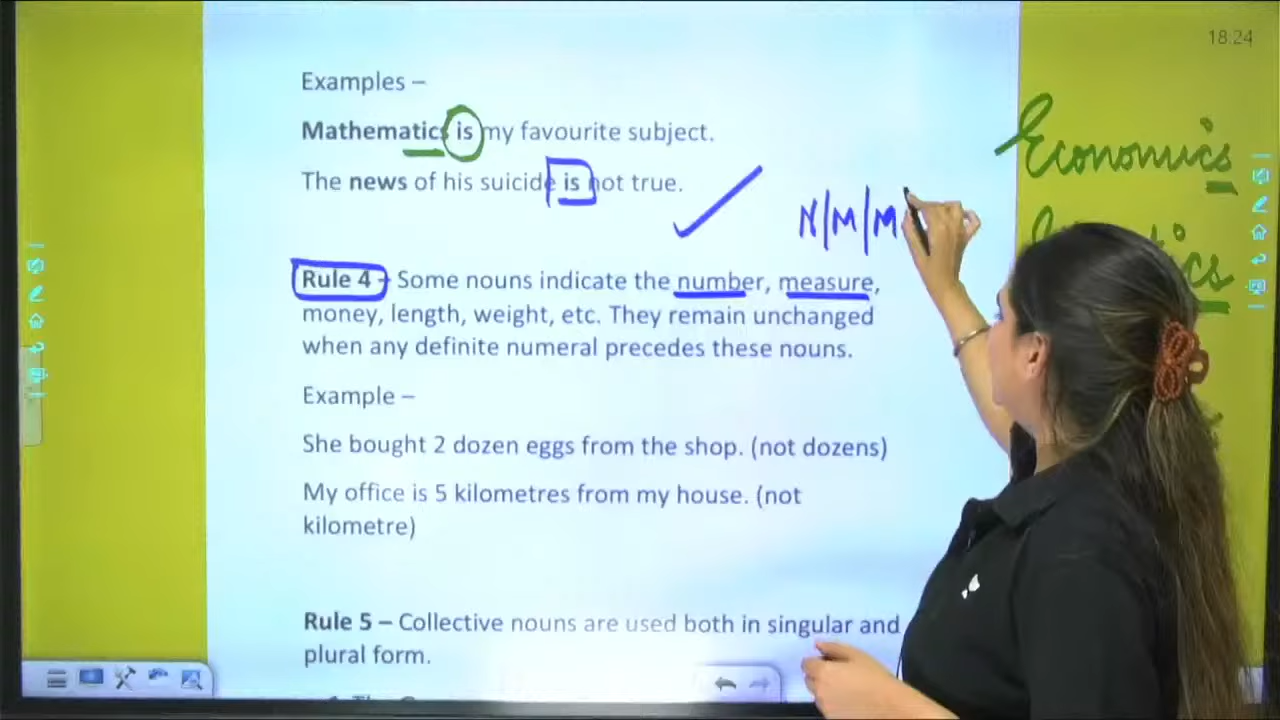 18.24
Examples –
Mathematics is my favourite subject.
The news of his suicide is not true.
Economics
N|M|M
Rule 4 – Some nouns indicate the number, measure,
money, length, weight, etc. They remain unchanged
when any definite numeral precedes these nouns.
Example –
She bought 2 dozen eggs from the shop. (not dozens)
My office is 5 kilometres from my house. (not
kilometre)
Rule 5 – Collective nouns are used both in singular and
plural form.